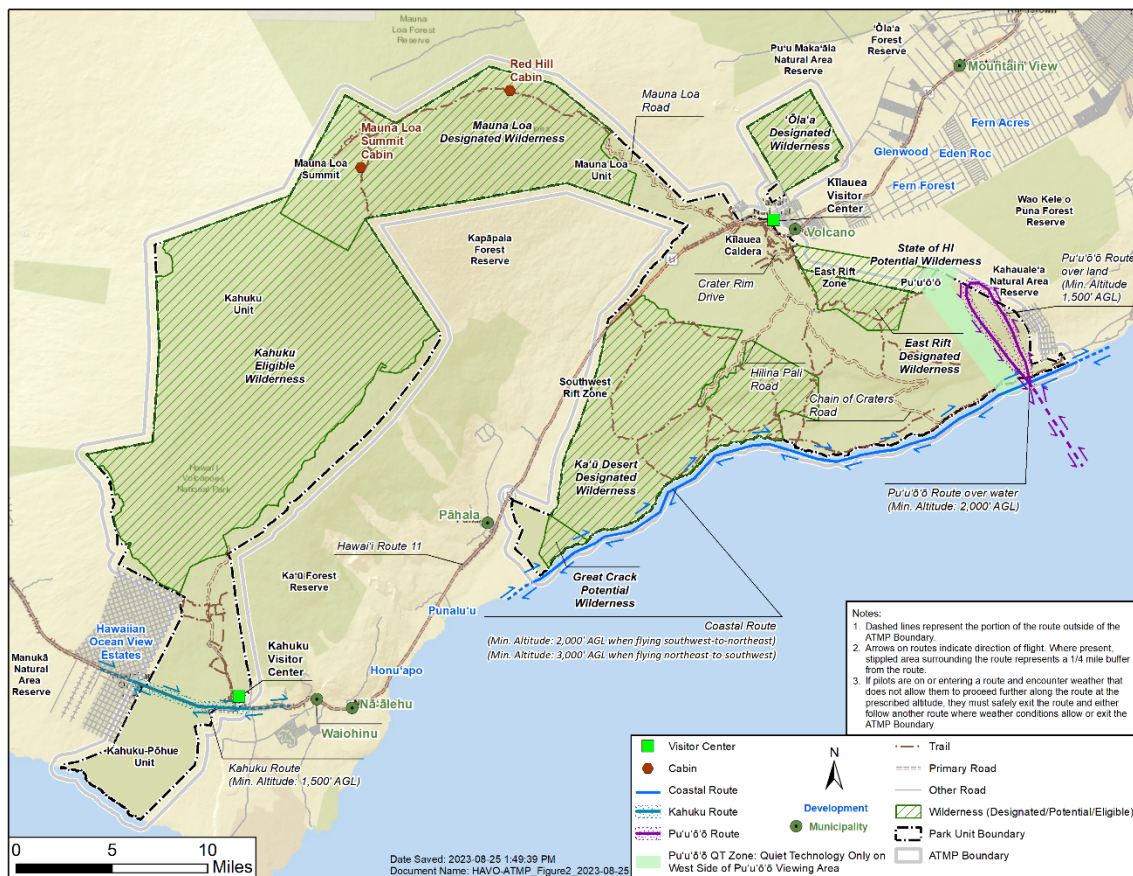 Mauna
Loa Forest
Reserve
'Ōla'a
Forest
Reserve
Pu'u Maka'āla
Natural Area
Reserve
Mountain View
Red Hill
Cabin
Mauna Loa
Road
Mauna Loa
Designated Wilderness
'Ōla'a
Designated
Wilderness
Fern Acres
Mauna Loa
Summit
Cabin
Glenwood
Eden Roc
Mauna Loa
Summit
Mauna Loa
Unit
Kīlauea
Visitor
Center
Fern Forest
Wao Kele o
Puna Forest
Reserve
Volcano
Kapāpala
Forest
Reserve
Kīlauea
Caldera
State of HI
Potential Wilderness
East Rift
Zone
Pu'u'ō'ō
Kahauale'a
Natural Area
Reserve
Pu'u'ō'ō Route
over land
(Min. Altitude
1,500' AGL)
Crater Rim
Drive
Kahuku
Unit
Kahuku
Eligible
Wilderness
East Rift
Designated
Wilderness
Hilina Pali
Road
Southwest
Rift Zone
Chain of Craters
Road
Ka'ū Desert
Designated
Wilderness
Hawai'i
Volcanoes
National Park
Pu'u'ō'ō Route over water
(Min. Altitude: 2,000' AGL)
Pāhala
Hawai'i Route 11
Ka'ū Forest
Reserve
Great Crack
Potential
Wilderness
Punalu'u
Coastal Route
(Min. Altitude: 2,000' AGL when flying southwest-to-northeast)
(Min. Altitude: 3,000' AGL when flying northeast-to-southwest)
Hawaiian
Ocean View
Estates
Manukā
Natural
Area
Reserve
Kahuku
Visitor
Center
Honu'apo
Nā'ālehu
Waiohinu
Kahuku-Pōhue
Unit
Kahuku Route
(Min. Altitude: 1,500' AGL)
Notes:
1. Dashed lines represent the portion of the route outside of the
ATMP Boundary.
2. Arrows on routes indicate direction of flight. Where present,
stippled area surrounding the route represents a 1/4 mile buffer
from the route.
3. If pilots are on or entering a route and encounter weather that
does not allow them to proceed further along the route at the
prescribed altitude, they must safely exit the route and either
follow another route where weather conditions allow or exit the
ATMP Boundary.
Visitor Center
Cabin
Coastal Route
Kahuku Route
Pu'u'ō'ō Route
Pu'u'ō'ō QT Zone: Quiet Technology Only on
West Side of Pu'u'ō'ō Viewing Area
N
Development
Municipality
Trail
Primary Road
Other Road
Wilderness (Designated/Potential/Eligible)
Park Unit Boundary
ATMP Boundary
0 5 10
Miles
Date Saved: 2023-08-25 1:49:39 PM
Document Name: HAVO-ATMP_Figure2_2023-08-25